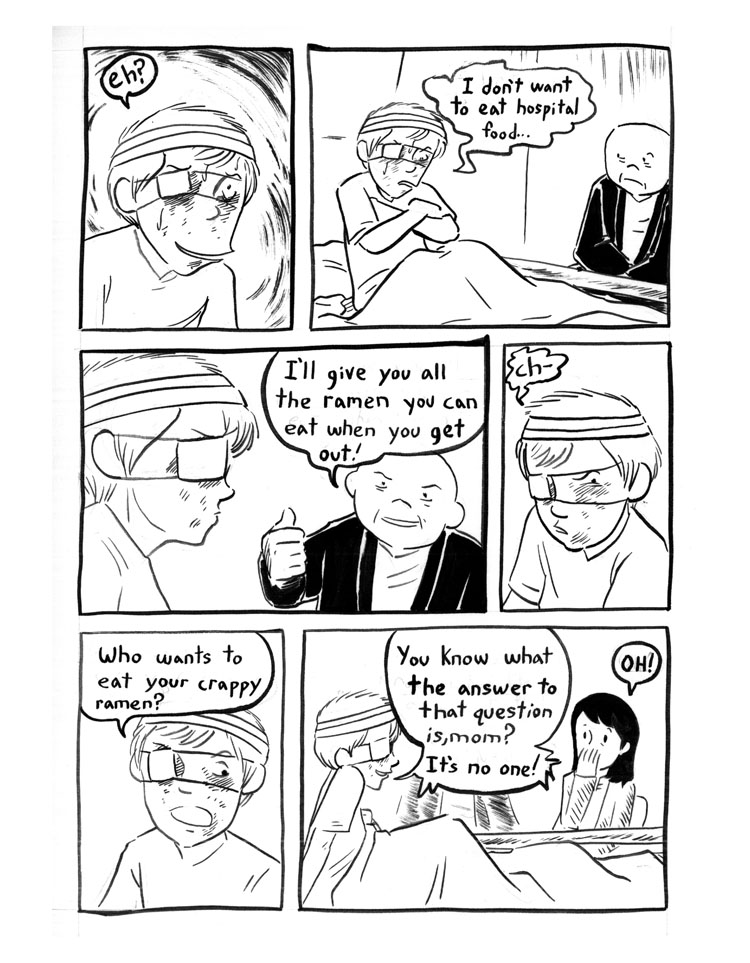 eh?
I don't want
to eat hospital
food...
I'll give you all
the ramen you can
eat when you get
out!
ch-
Who wants to
eat your crappy
ramen?
You know what
the answer to
that question
is, mom?
It's no one!
OH!